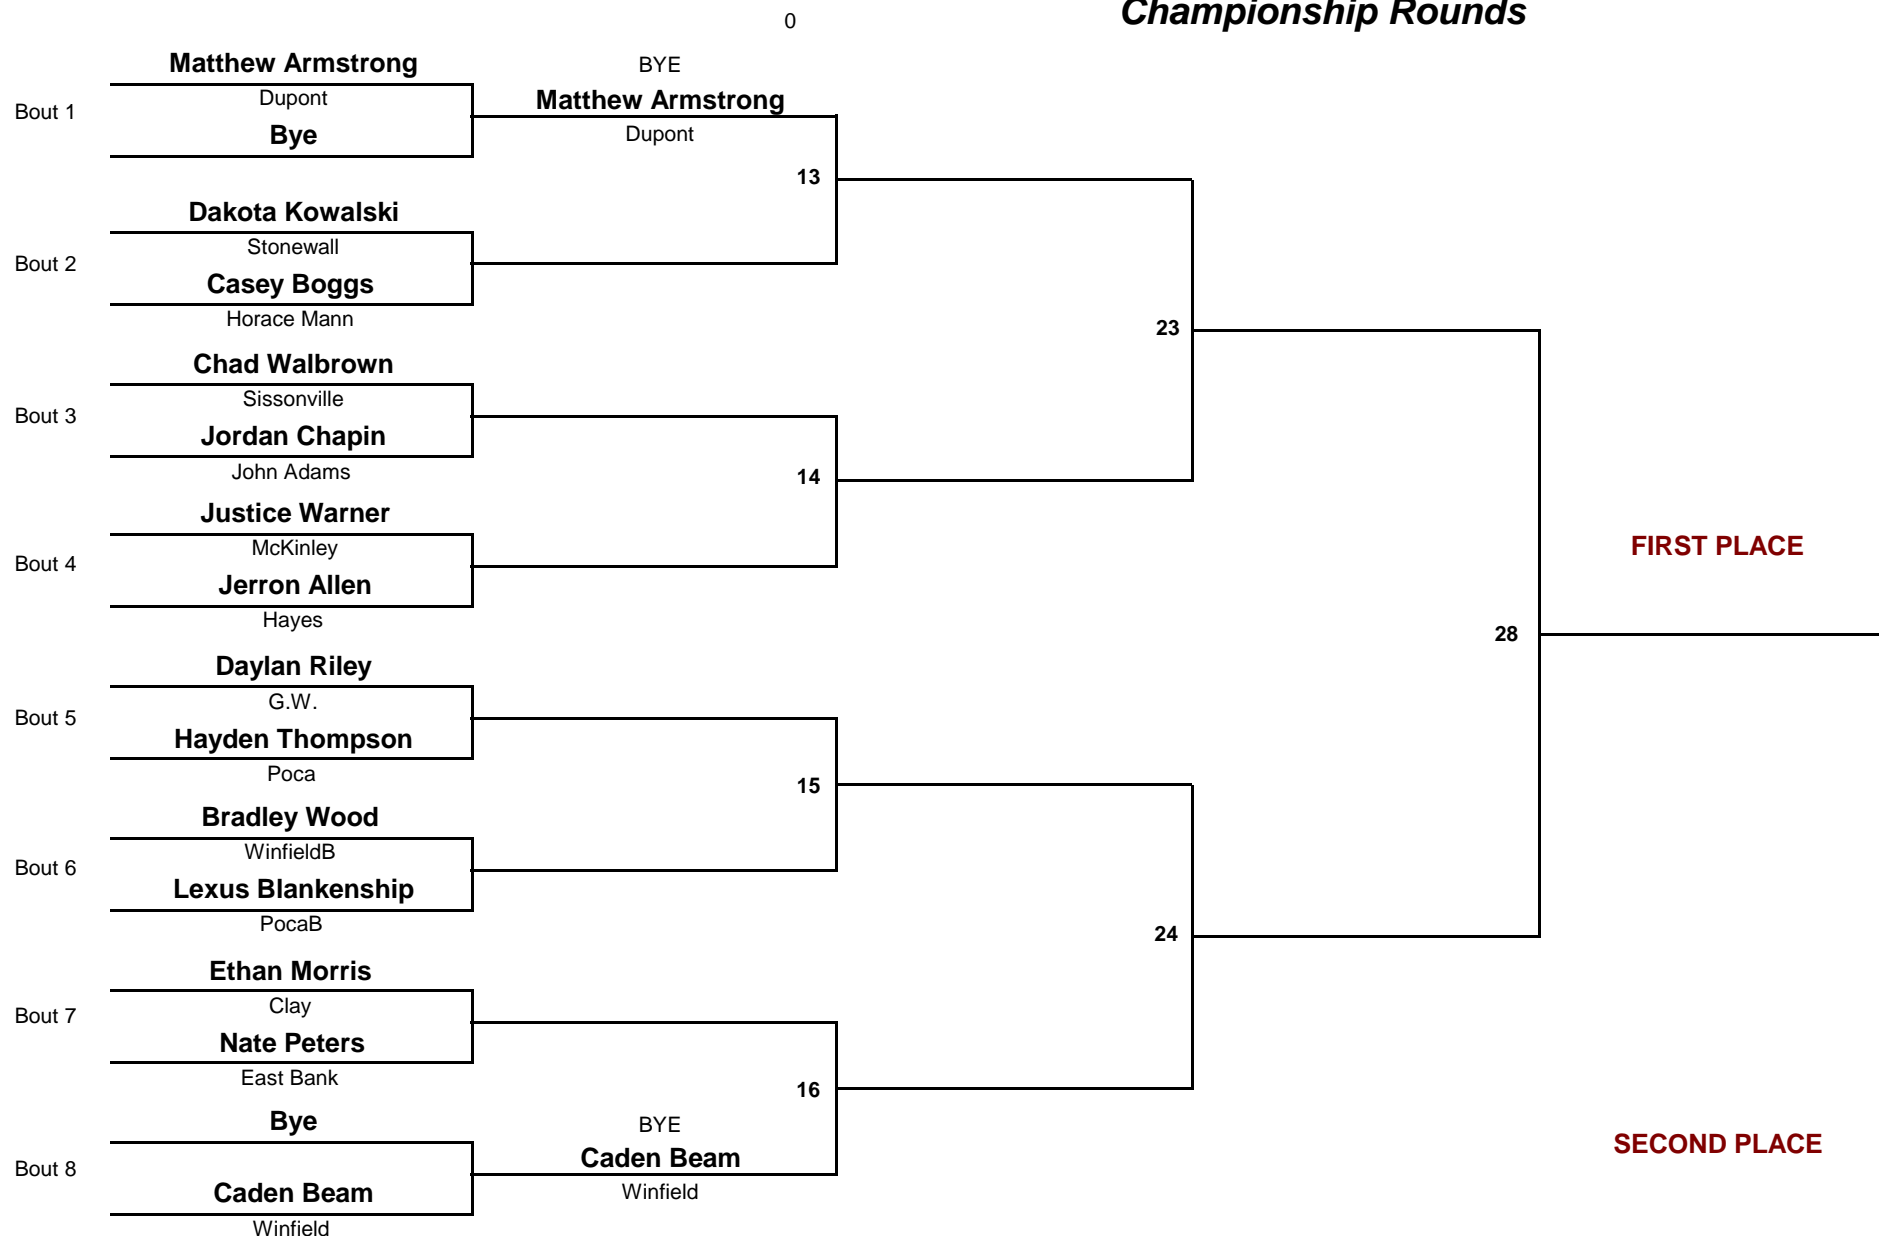 Championship Rounds
0
Matthew Armstrong
BYE
Bout 1
Dupont
Matthew Armstrong
Bye
Dupont
13
Dakota Kowalski
Bout 2
Stonewall
Casey Boggs
Horace Mann
23
Chad Walbrown
Bout 3
Sissonville
Jordan Chapin
John Adams
14
Justice Warner
Bout 4
McKinley
Jerron Allen
Hayes
FIRST PLACE
28
Daylan Riley
Bout 5
G.W.
Hayden Thompson
Poca
15
Bradley Wood
Bout 6
WinfieldB
Lexus Blankenship
PocaB
24
Ethan Morris
Bout 7
Clay
Nate Peters
East Bank
16
Bye
BYE
Bout 8
Caden Beam
Winfield
Caden Beam
Winfield
SECOND PLACE